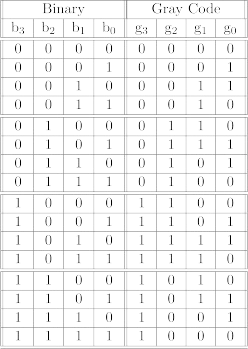 Binary Gray Code
b₃ b₂ b₁ b₀ g₃ g₂ g₁ g₀
0 0 0 0 0 0 0 0
0 0 0 1 0 0 0 1
0 0 1 0 0 0 1 1
0 0 1 1 0 0 1 0
0 1 0 0 0 1 1 0
0 1 0 1 0 1 1 1
0 1 1 0 0 1 0 1
0 1 1 1 0 1 0 0
1 0 0 0 1 1 0 0
1 0 0 1 1 1 0 1
1 0 1 0 1 1 1 1
1 0 1 1 1 1 1 0
1 1 0 0 1 0 1 0
1 1 0 1 1 0 1 1
1 1 1 0 1 0 0 1
1 1 1 1 1 0 0 0